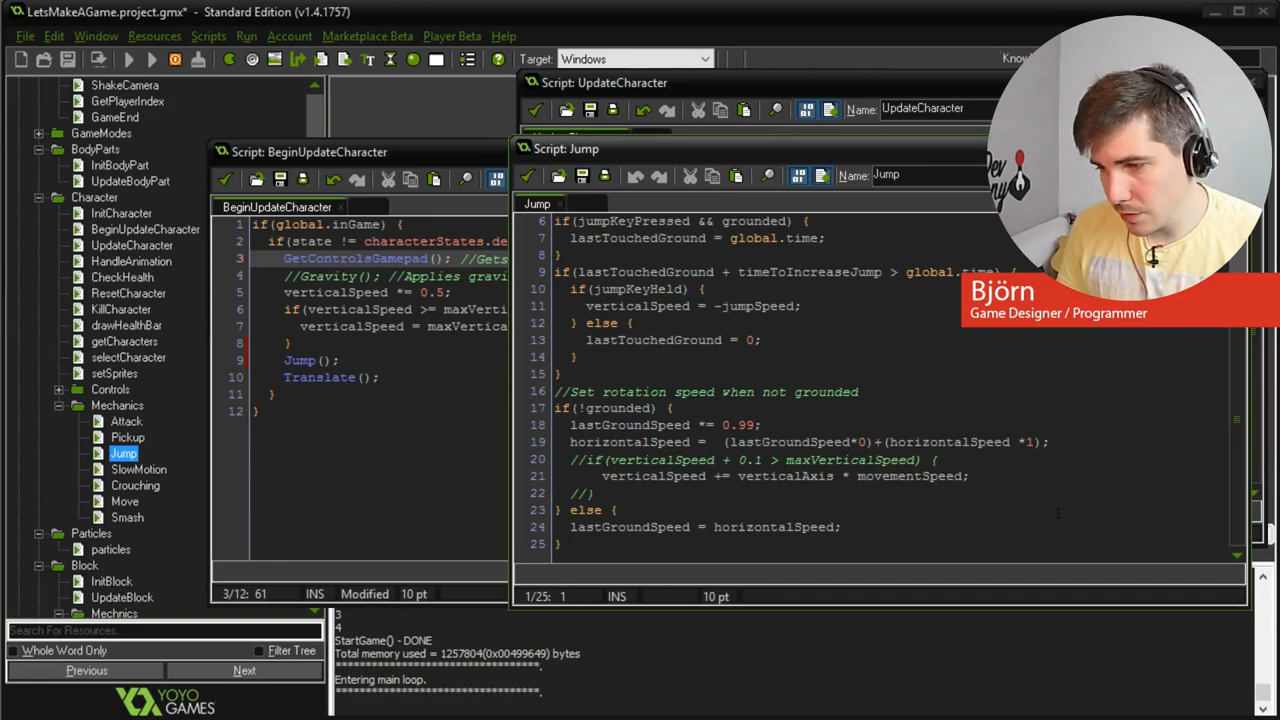 LetsMakeAGame.project.gmx* - Standard Edition (v1.4.1757)
File Edit Window Resources Scripts Run Account Marketplace Beta Player Beta Help
Target: Windows
ShakeCamera
GetPlayerIndex
GameEnd
GameModes
BodyParts
InitBodyPart
UpdateBodyPart
Character
InitCharacter
BeginUpdateCharacter
UpdateCharacter
HandleAnimation
CheckHealth
ResetCharacter
KillCharacter
drawHealthBar
getCharacters
selectCharacter
setSprites
Controls
Mechanics
Attack
Pickup
Jump
SlowMotion
Crouching
Move
Smash
Particles
particles
Block
InitBlock
UpdateBlock
Mechnics
Search For Resources...
Whole Word Only Filter Tree
Previous Next
YOYO
GAMES™
Script: UpdateCharacter
Name: UpdateCharacter
Script: BeginUpdateCharacter
BeginUpdateCharacter
1 if(global.inGame) {
2 if(state != characterStates.de
3 GetControlsGamepad(); //Gets
4 //Gravity(); //Applies gravi
5 verticalSpeed *= 0.5;
6 if(verticalSpeed >= maxVerti
7 verticalSpeed = maxVertic
8 }
9 Jump();
10 Translate();
11 }
12 }
3/12: 61 INS Modified 10 pt
Script: Jump
Name: Jump
Jump
6 if(jumpKeyPressed && grounded) {
7 lastTouchedGround = global.time;
8 }
9 if(lastTouchedGround + timeToIncreaseJump > global.time) {
10 if(jumpKeyHeld) {
11 verticalSpeed = -jumpSpeed;
12 } else {
13 lastTouchedGround = 0;
14 }
15 }
16 //Set rotation speed when not grounded
17 if(!grounded) {
18 lastGroundSpeed *= 0.99;
19 horizontalSpeed = (lastGroundSpeed*0)+(horizontalSpeed *1);
20 //if(verticalSpeed + 0.1 > maxVerticalSpeed) {
21 verticalSpeed += verticalAxis * movementSpeed;
22 //}
23 } else {
24 lastGroundSpeed = horizontalSpeed;
25 }
1/25: 1 INS 10 pt
3
4
StartGame() - DONE
Total memory used = 1257804(0x00499649) bytes
**********************************.
Entering main loop.
**********************************.
Björn
Game Designer / Programmer